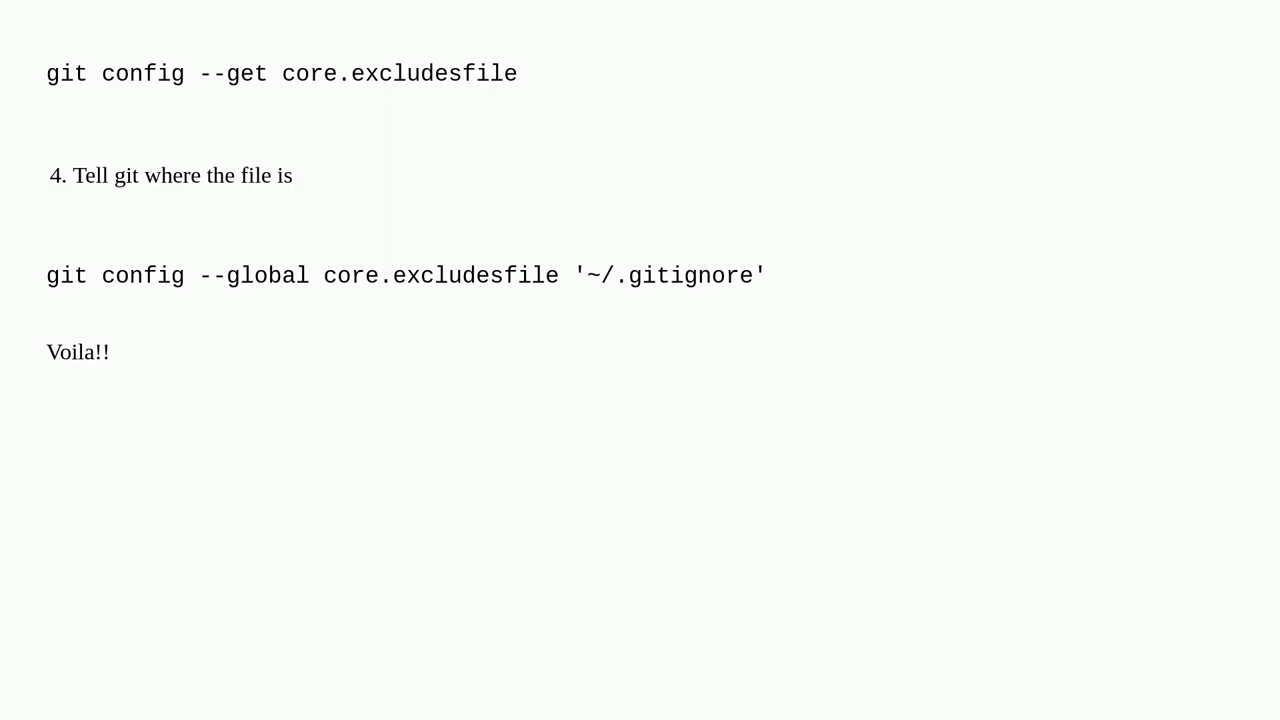 git config --get core.excludesfile
4. Tell git where the file is
git config --global core.excludesfile '~/.gitignore'
Voila!!